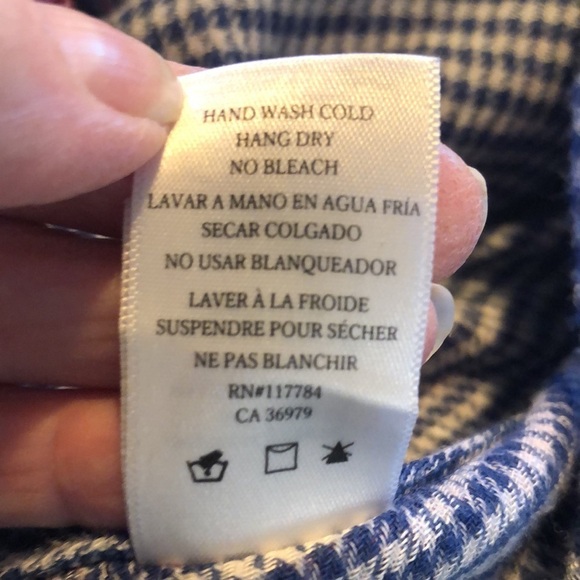 HAND WASH COLD
HANG DRY
NO BLEACH
LAVAR A MANO EN AGUA FRÍA
SECAR COLGADO
NO USAR BLANQUEADOR
LAVER À LA FROIDE
SUSPENDRE POUR SÉCHER
NE PAS BLANCHIR
RN#117784
CA 36979